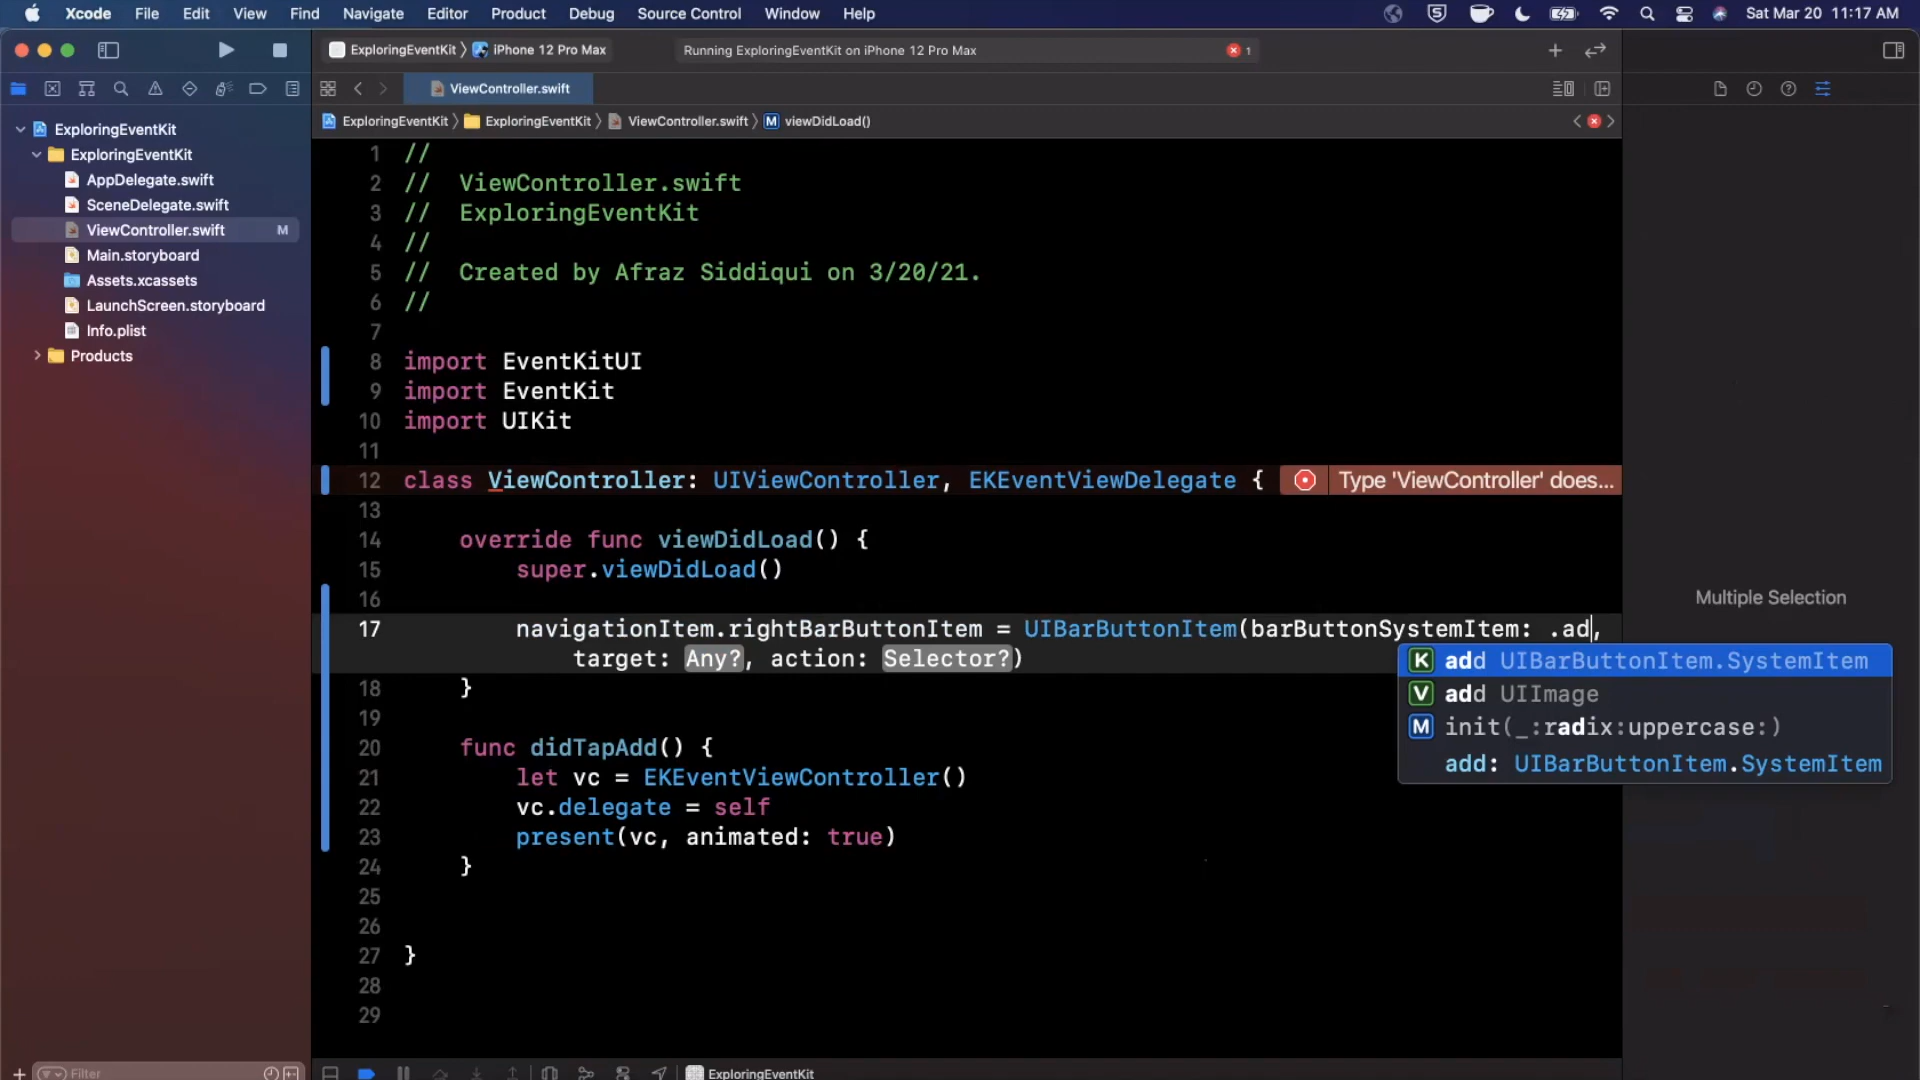 Xcode File Edit View Find Navigate Editor Product Debug Source Control Window Help Sat Mar 20 11:17 AM
ExploringEventKit iPhone 12 Pro Max Running ExploringEventKit on iPhone 12 Pro Max 1
ViewController.swift
ExploringEventKit ExploringEventKit ViewController.swift M viewDidLoad()
ExploringEventKit
ExploringEventKit
AppDelegate.swift
SceneDelegate.swift
ViewController.swift M
Main.storyboard
Assets.xcassets
LaunchScreen.storyboard
Info.plist
Products
Filter
1 //
2 //  ViewController.swift
3 //  ExploringEventKit
4 //
5 //  Created by Afraz Siddiqui on 3/20/21.
6 //
7
8 import EventKitUI
9 import EventKit
10 import UIKit
11
12 class ViewController: UIViewController, EKEventViewDelegate { Type 'ViewController' does...
13
14 override func viewDidLoad() {
15 super.viewDidLoad()
16
17 navigationItem.rightBarButtonItem = UIBarButtonItem(barButtonSystemItem: .ad,
target: Any?, action: Selector?)
18 }
19
20 func didTapAdd() {
21 let vc = EKEventViewController()
22 vc.delegate = self
23 present(vc, animated: true)
24 }
25
26
27 }
28
29
K add UIBarButtonItem.SystemItem
V add UIImage
M init(_:radix:uppercase:)
add: UIBarButtonItem.SystemItem
Multiple Selection
ExploringEventKit